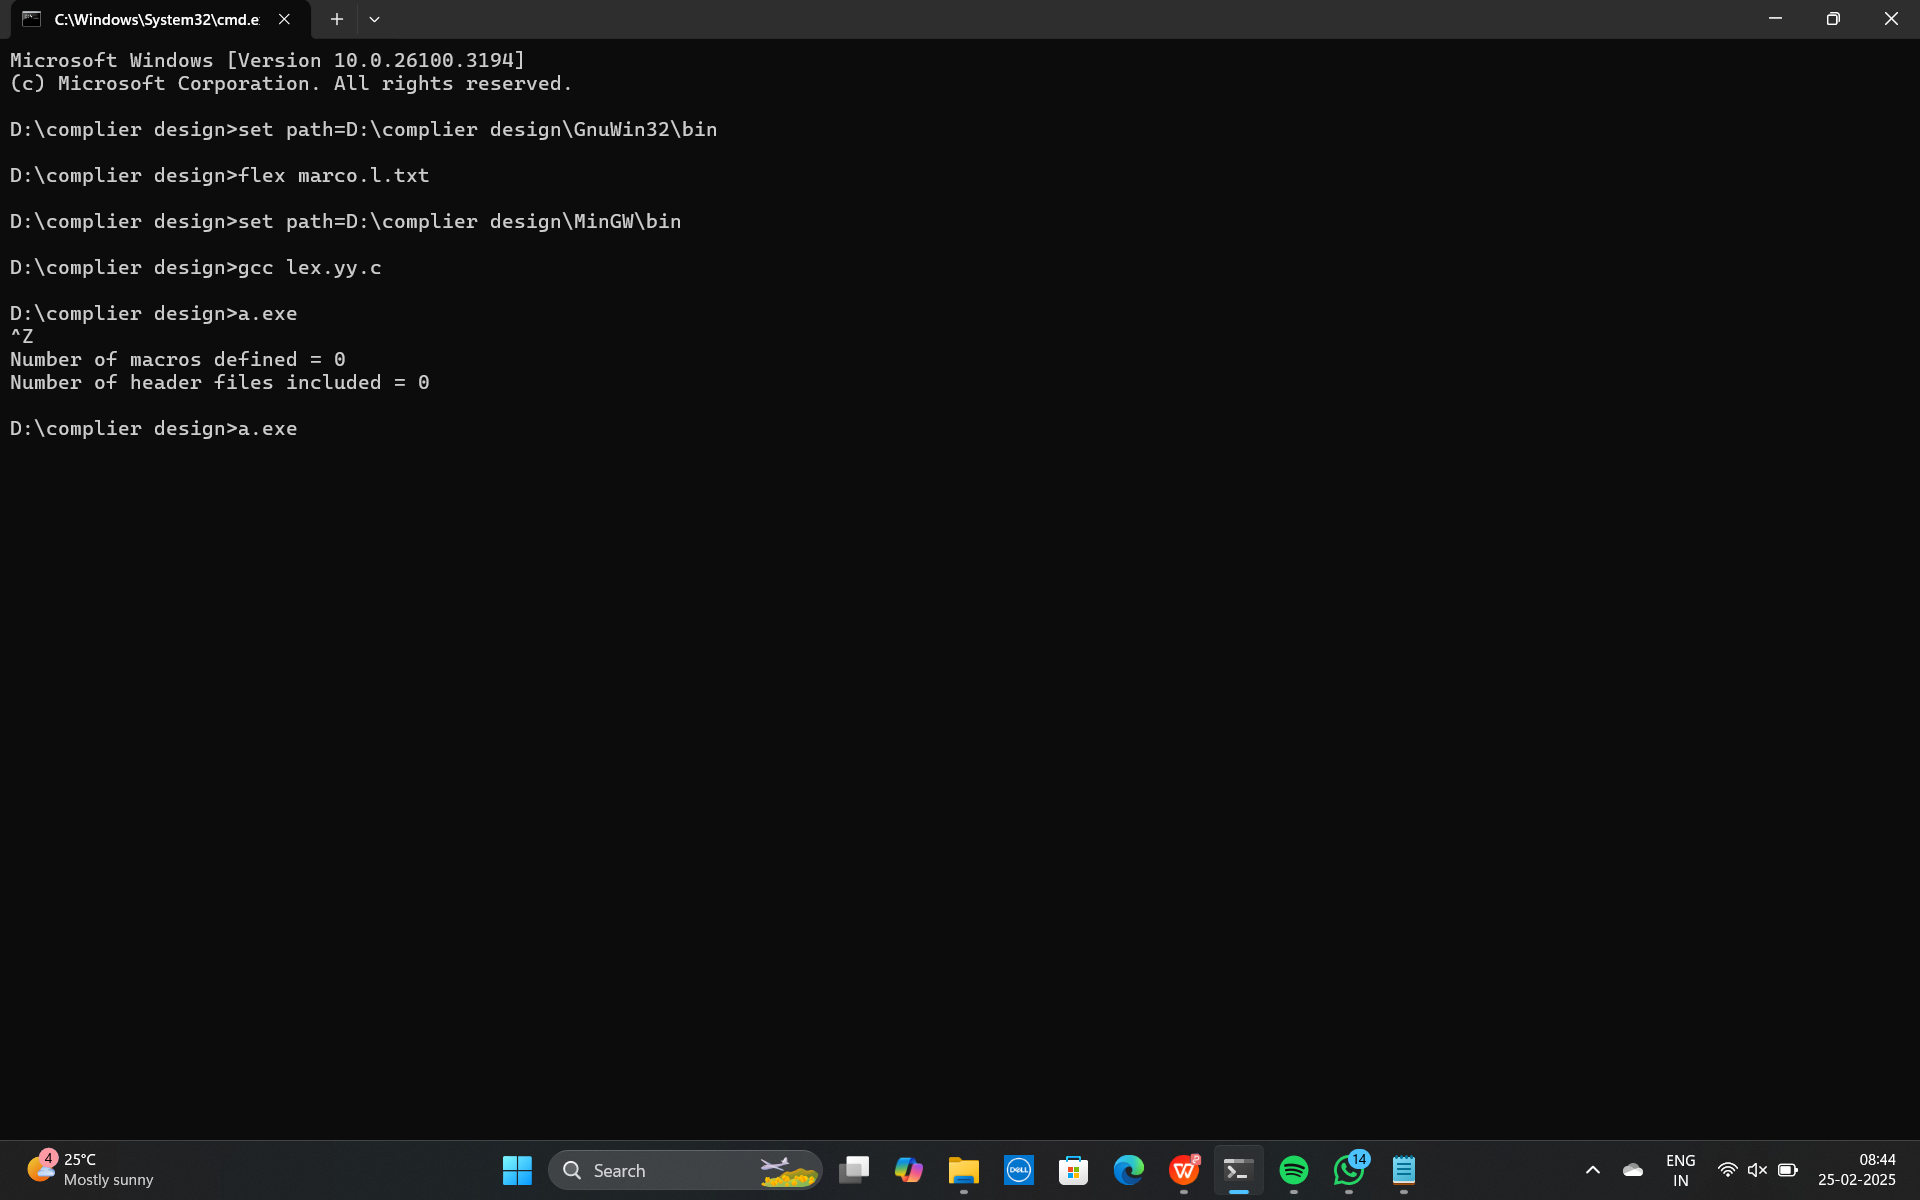 C:\Windows\System32\cmd.e
Microsoft Windows [Version 10.0.26100.3194]
(c) Microsoft Corporation. All rights reserved.
D:\complier design>set path=D:\complier design\GnuWin32\bin
D:\complier design>flex marco.l.txt
D:\complier design>set path=D:\complier design\MinGW\bin
D:\complier design>gcc lex.yy.c
D:\complier design>a.exe
^Z
Number of macros defined = 0
Number of header files included = 0
D:\complier design>a.exe
4
25°C
Mostly sunny
Search
DELL
W
14
ENG
IN
08:44
25-02-2025